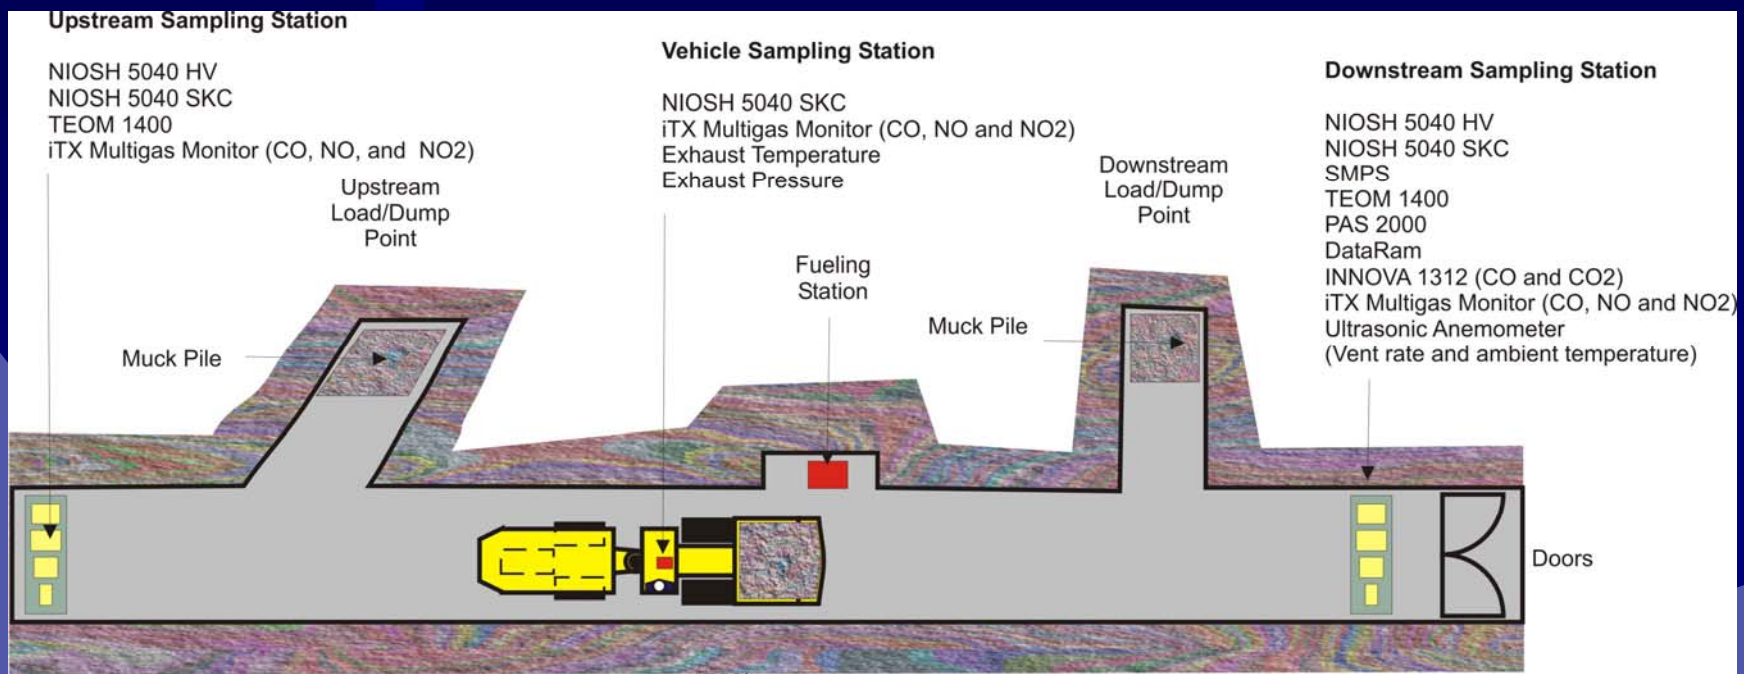 Upstream Sampling Station
NIOSH 5040 HV
NIOSH 5040 SKC
TEOM 1400
iTX Multigas Monitor (CO, NO, and NO2)
Upstream
Load/Dump
Point
Muck Pile
Vehicle Sampling Station
NIOSH 5040 SKC
iTX Multigas Monitor (CO, NO and NO2)
Exhaust Temperature
Exhaust Pressure
Fueling
Station
Downstream
Load/Dump
Point
Muck Pile
Downstream Sampling Station
NIOSH 5040 HV
NIOSH 5040 SKC
SMPS
TEOM 1400
PAS 2000
DataRam
INNOVA 1312 (CO and CO2)
iTX Multigas Monitor (CO, NO and NO2)
Ultrasonic Anemometer
(Vent rate and ambient temperature)
Doors